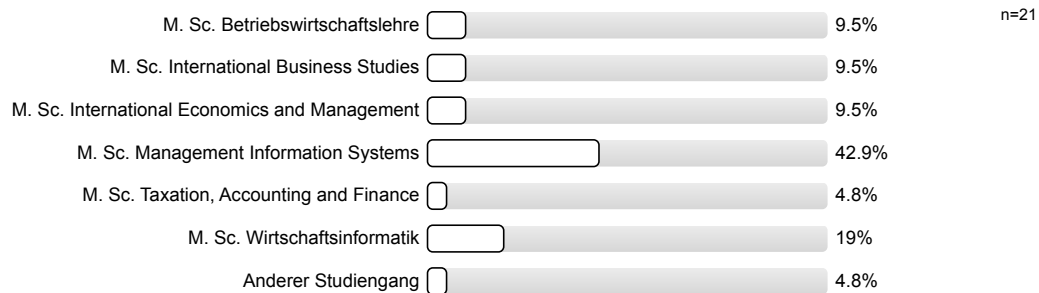 n=21
M. Sc. Betriebswirtschaftslehre 9.5%
M. Sc. International Business Studies 9.5%
M. Sc. International Economics and Management 9.5%
M. Sc. Management Information Systems 42.9%
M. Sc. Taxation, Accounting and Finance 4.8%
M. Sc. Wirtschaftsinformatik 19%
Anderer Studiengang 4.8%